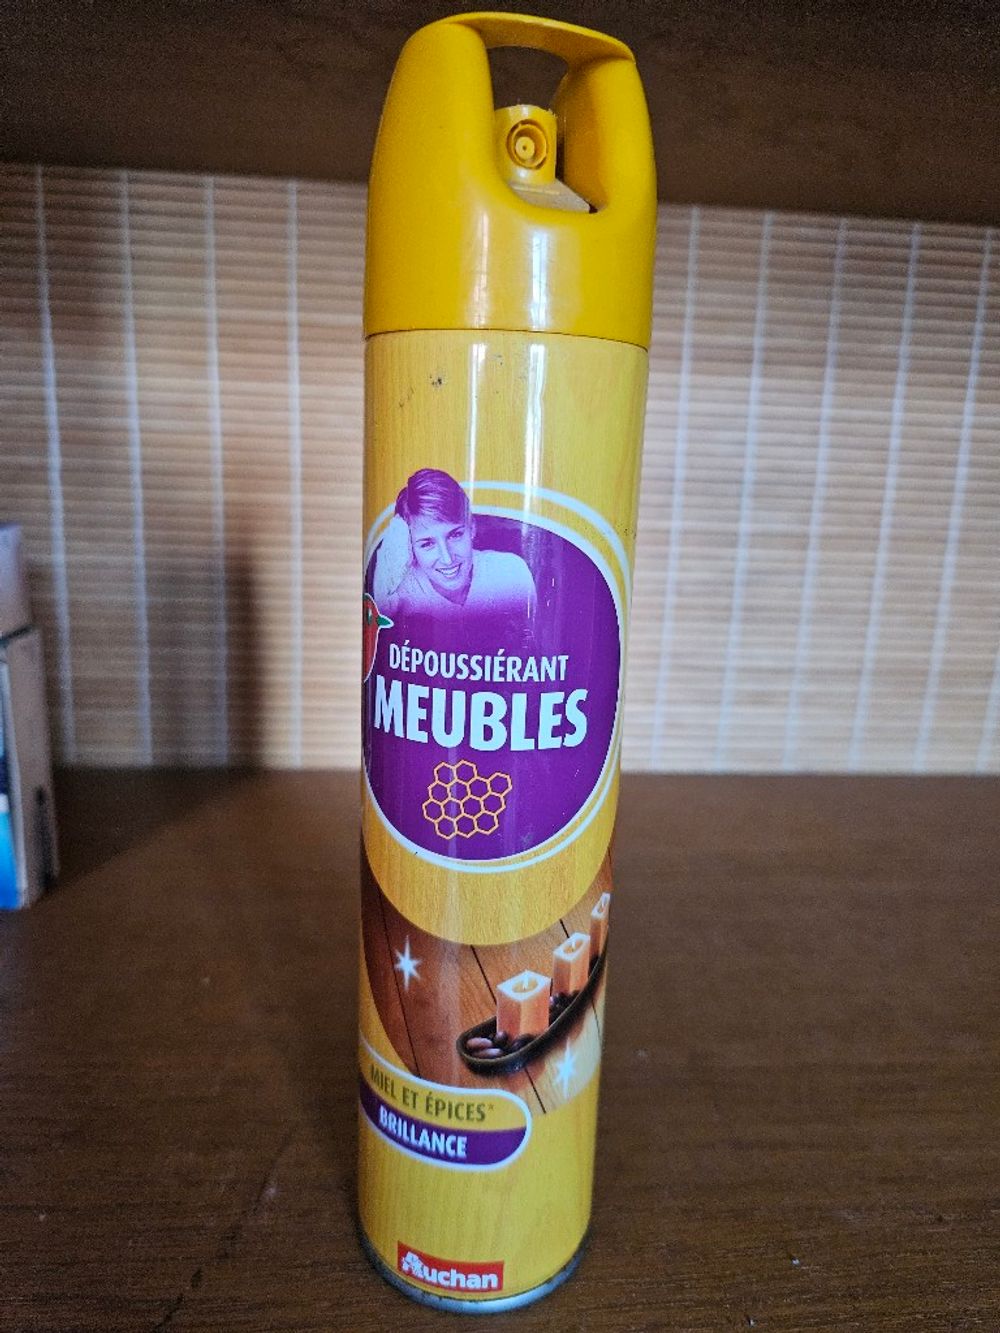 DÉPOUSSIÉRANT
MEUBLES
MIEL ET ÉPICES*
BRILLANCE
Auchan